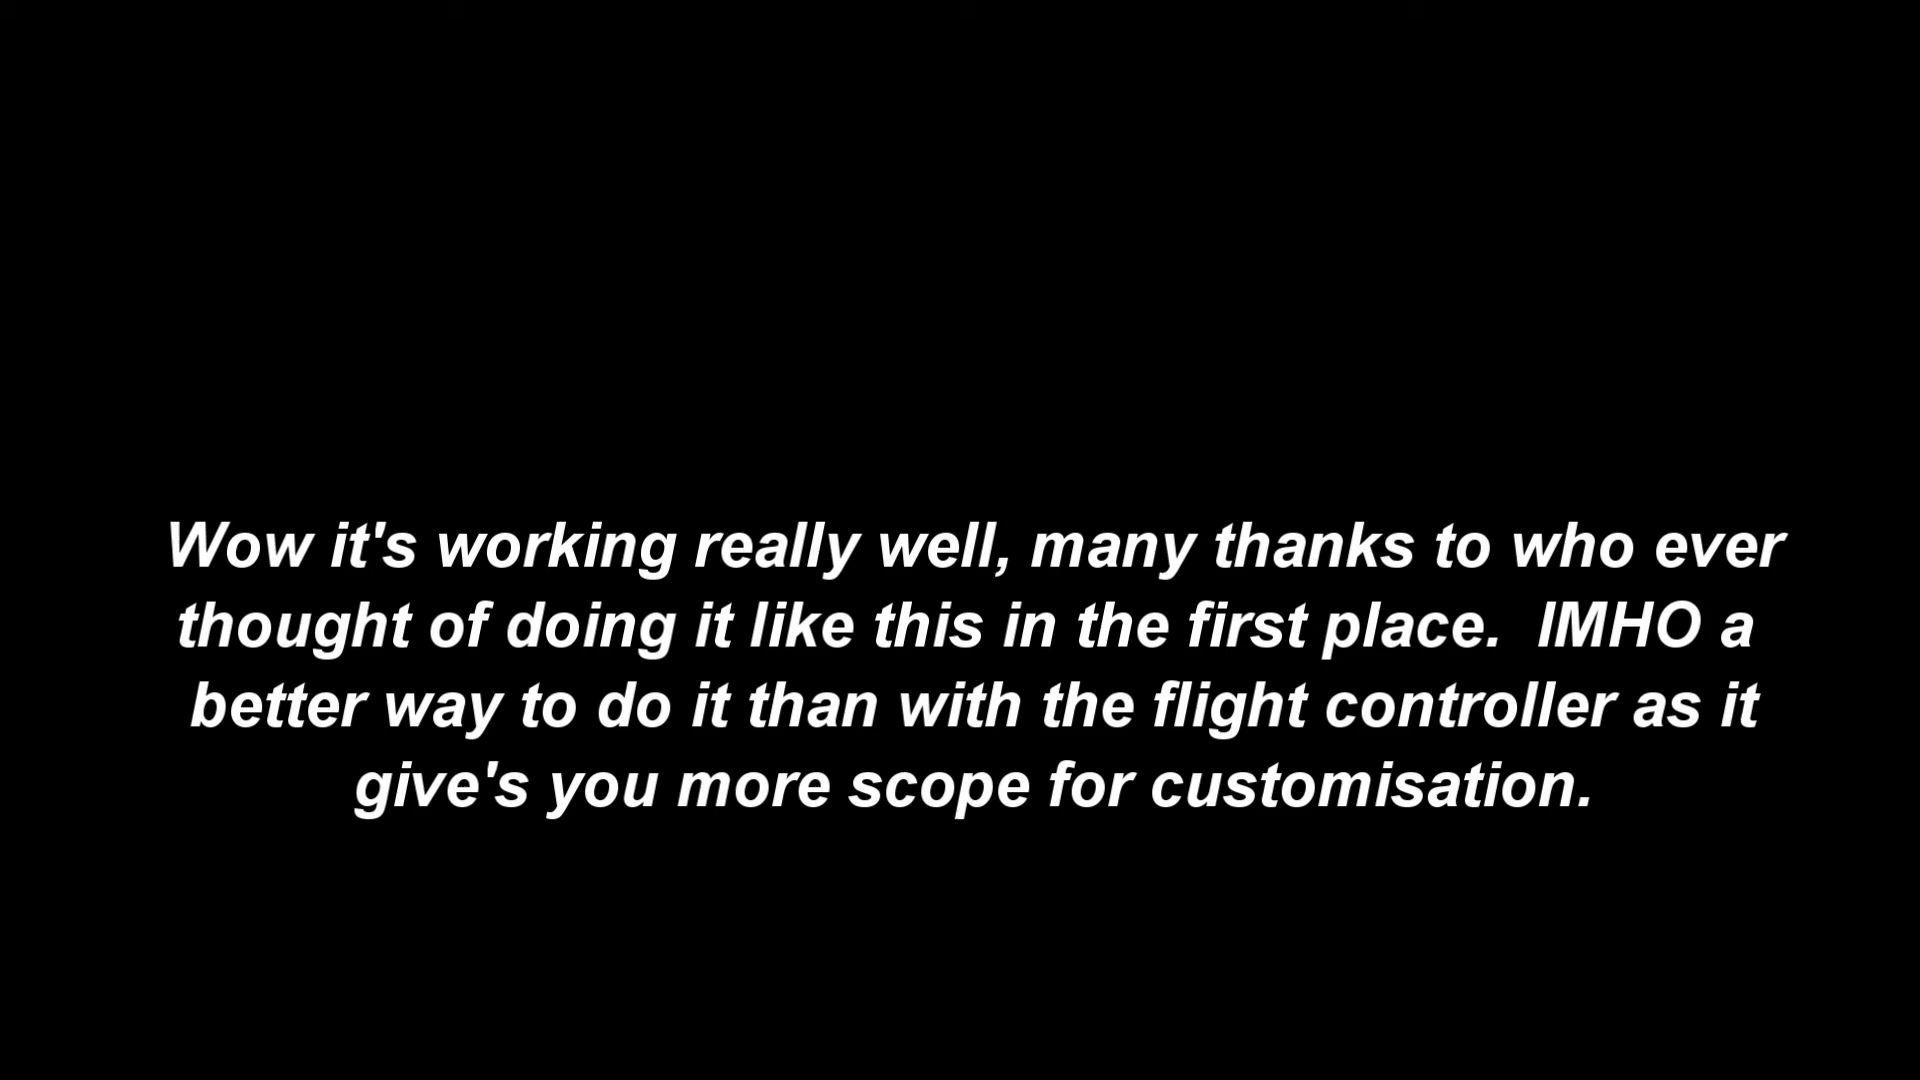 Wow it's working really well, many thanks to who ever
thought of doing it like this in the first place.  IMHO a
better way to do it than with the flight controller as it
give's you more scope for customisation.